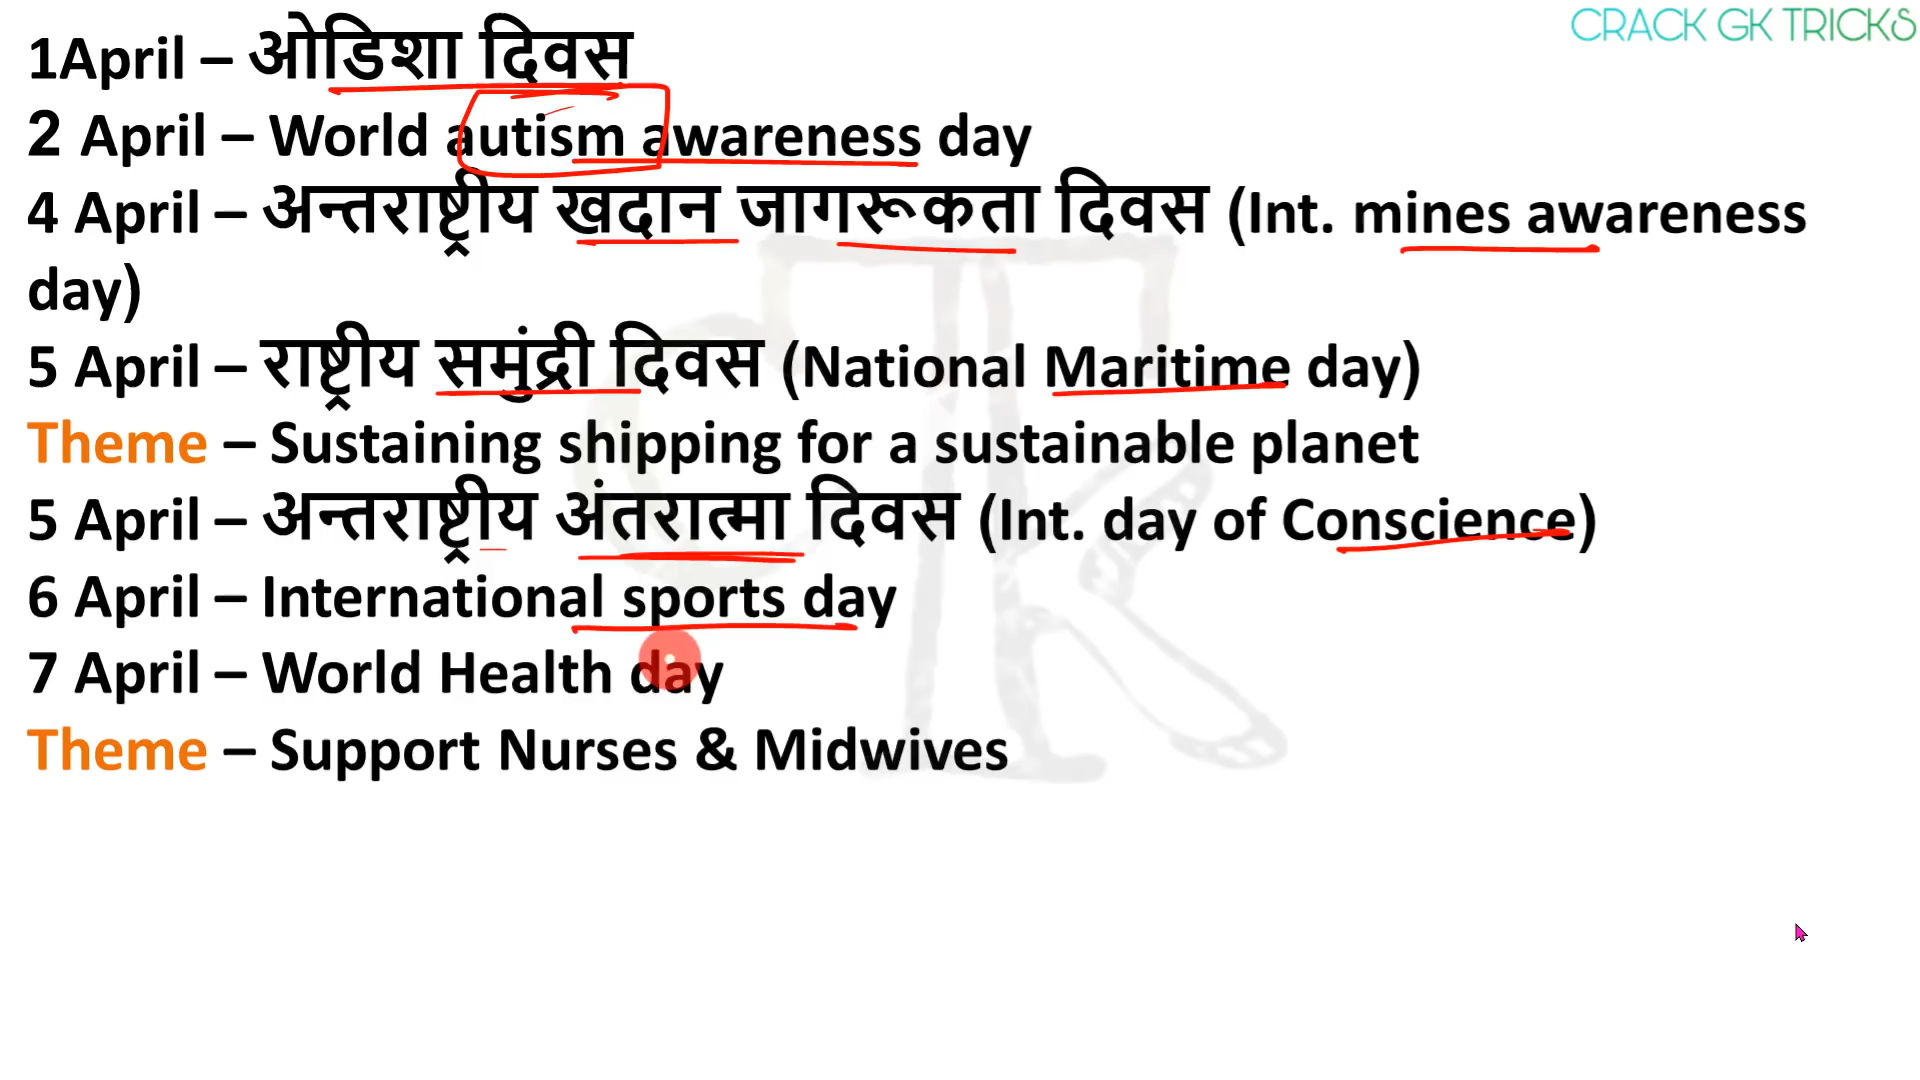 CRACK GK TRICKS
1April – ओडिशा दिवस
2 April – World autism awareness day
4 April – अन्तराष्ट्रीय खदान जागरूकता दिवस (Int. mines awareness
day)
5 April – राष्ट्रीय समुंद्री दिवस (National Maritime day)
Theme – Sustaining shipping for a sustainable planet
5 April – अन्तराष्ट्रीय अंतरात्मा दिवस (Int. day of Conscience)
6 April – International sports day
7 April – World Health day
Theme – Support Nurses & Midwives